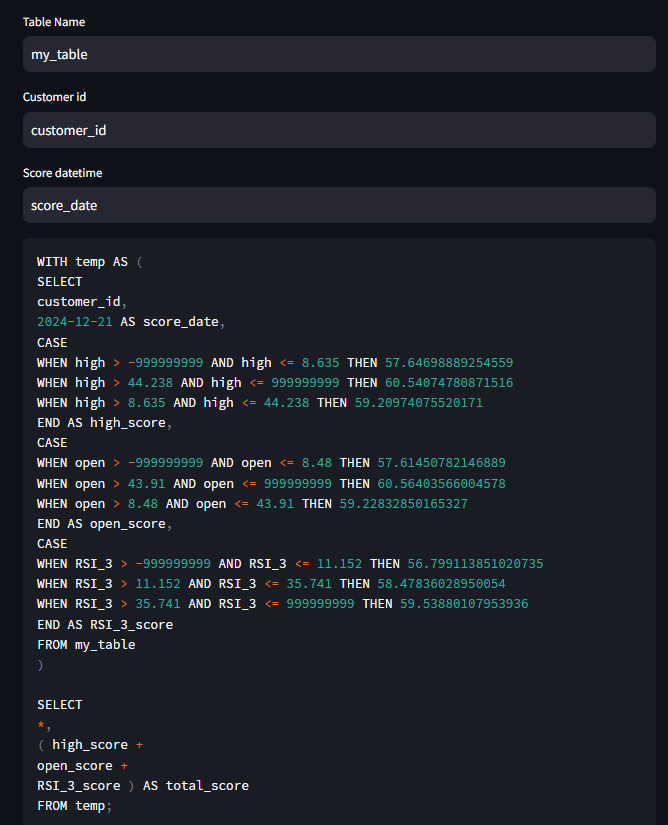 Table Name
my_table
Customer id
customer_id
Score datetime
score_date
WITH temp AS (
SELECT
customer_id,
2024-12-21 AS score_date,
CASE
WHEN high > -999999999 AND high <= 8.635 THEN 57.64698889254559
WHEN high > 44.238 AND high <= 999999999 THEN 60.54074780871516
WHEN high > 8.635 AND high <= 44.238 THEN 59.20974075520171
END AS high_score,
CASE
WHEN open > -999999999 AND open <= 8.48 THEN 57.61450782146889
WHEN open > 43.91 AND open <= 999999999 THEN 60.56403566004578
WHEN open > 8.48 AND open <= 43.91 THEN 59.22832850165327
END AS open_score,
CASE
WHEN RSI_3 > -999999999 AND RSI_3 <= 11.152 THEN 56.799113851020735
WHEN RSI_3 > 11.152 AND RSI_3 <= 35.741 THEN 58.47836028950054
WHEN RSI_3 > 35.741 AND RSI_3 <= 999999999 THEN 59.53880107953936
END AS RSI_3_score
FROM my_table
)
SELECT
*,
( high_score +
open_score +
RSI_3_score ) AS total_score
FROM temp;